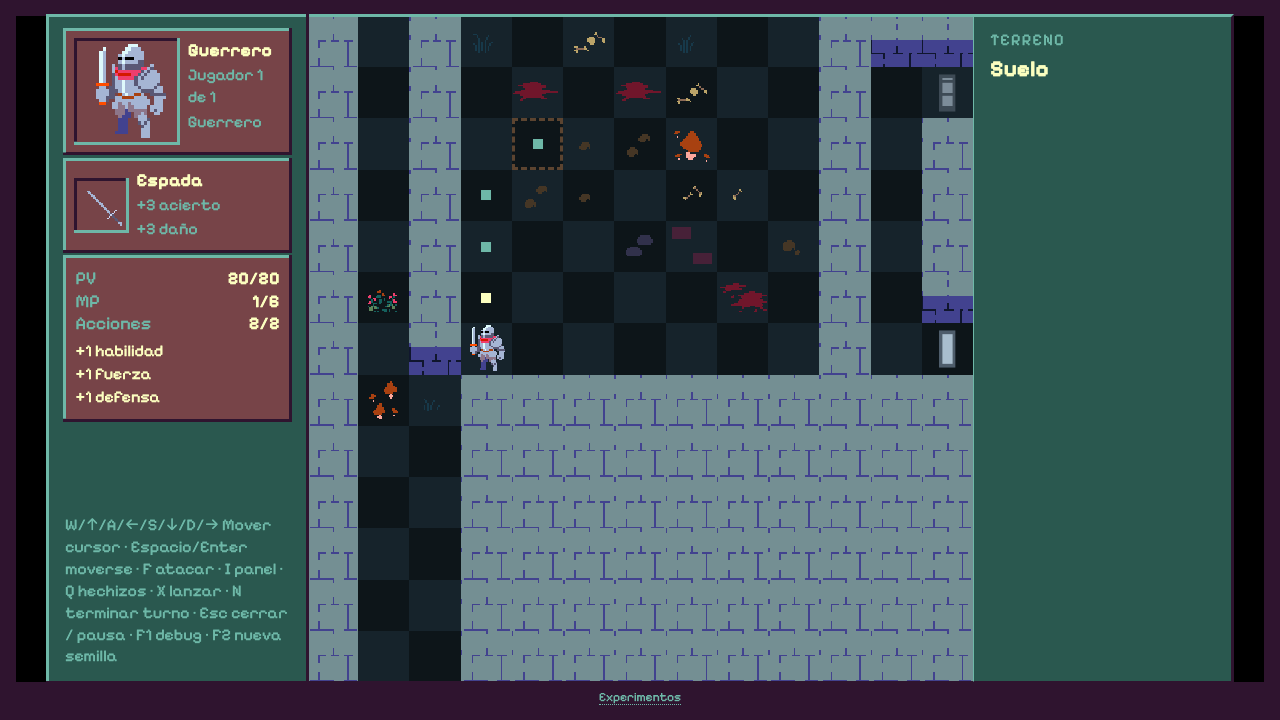 Guerrero
Jugador 1
de 1
Guerrero
Espada
+3 acierto
+3 daño
PV 80/80
MP 1/6
Acciones 8/8
+1 habilidad
+1 fuerza
+1 defensa
W/↑/A/←/S/↓/D/→ Mover
cursor · Espacio/Enter
moverse · F atacar · I panel ·
Q hechizos · X lanzar · N
terminar turno · Esc cerrar
/ pausa · F1 debug · F2 nueva
semilla
TERRENO
Suelo
Experimentos